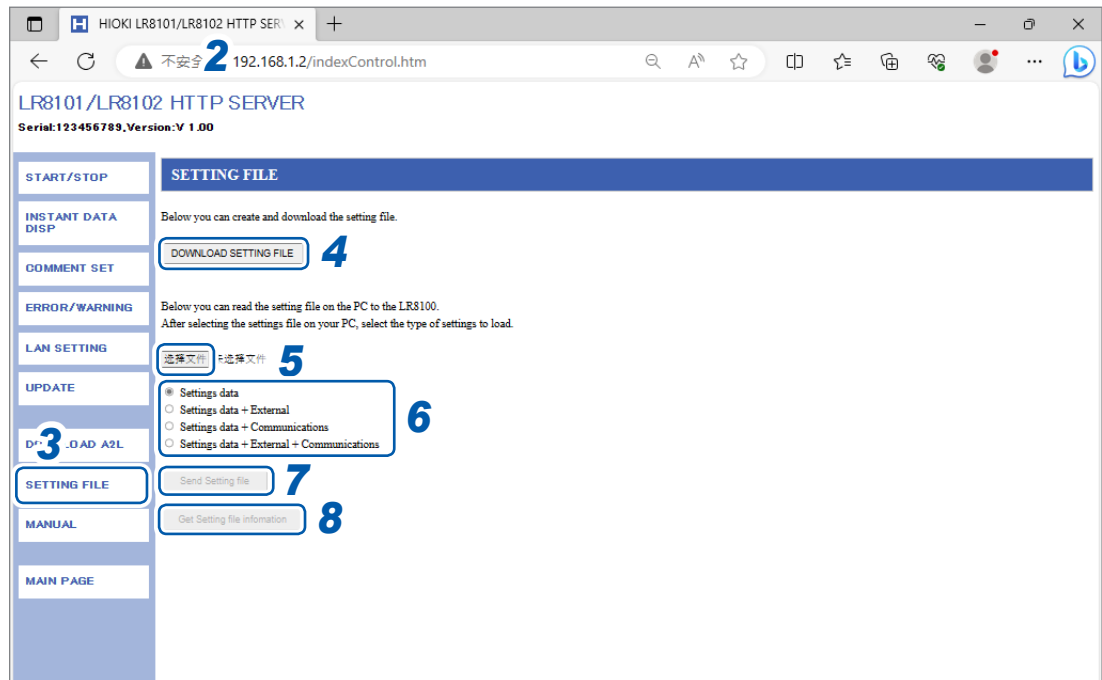 HIOKI LR8101/LR8102 HTTP SER
不安全
2
192.168.1.2/indexControl.htm
LR8101/LR8102 HTTP SERVER
Serial:123456789,Version:V 1.00
START/STOP
INSTANT DATA
DISP
COMMENT SET
ERROR/WARNING
LAN SETTING
UPDATE
3
A2L
SETTING FILE
MANUAL
MAIN PAGE
SETTING FILE
Below you can create and download the setting file.
DOWNLOAD SETTING FILE
4
Below you can read the setting file on the PC to the LR8100.
After selecting the settings file on your PC, select the type of settings to load.
选择文件 未选择文件
5
Settings data
Settings data + External
Settings data + Communications
Settings data + External + Communications
6
Send Setting file
7
Get Setting file infomation
8